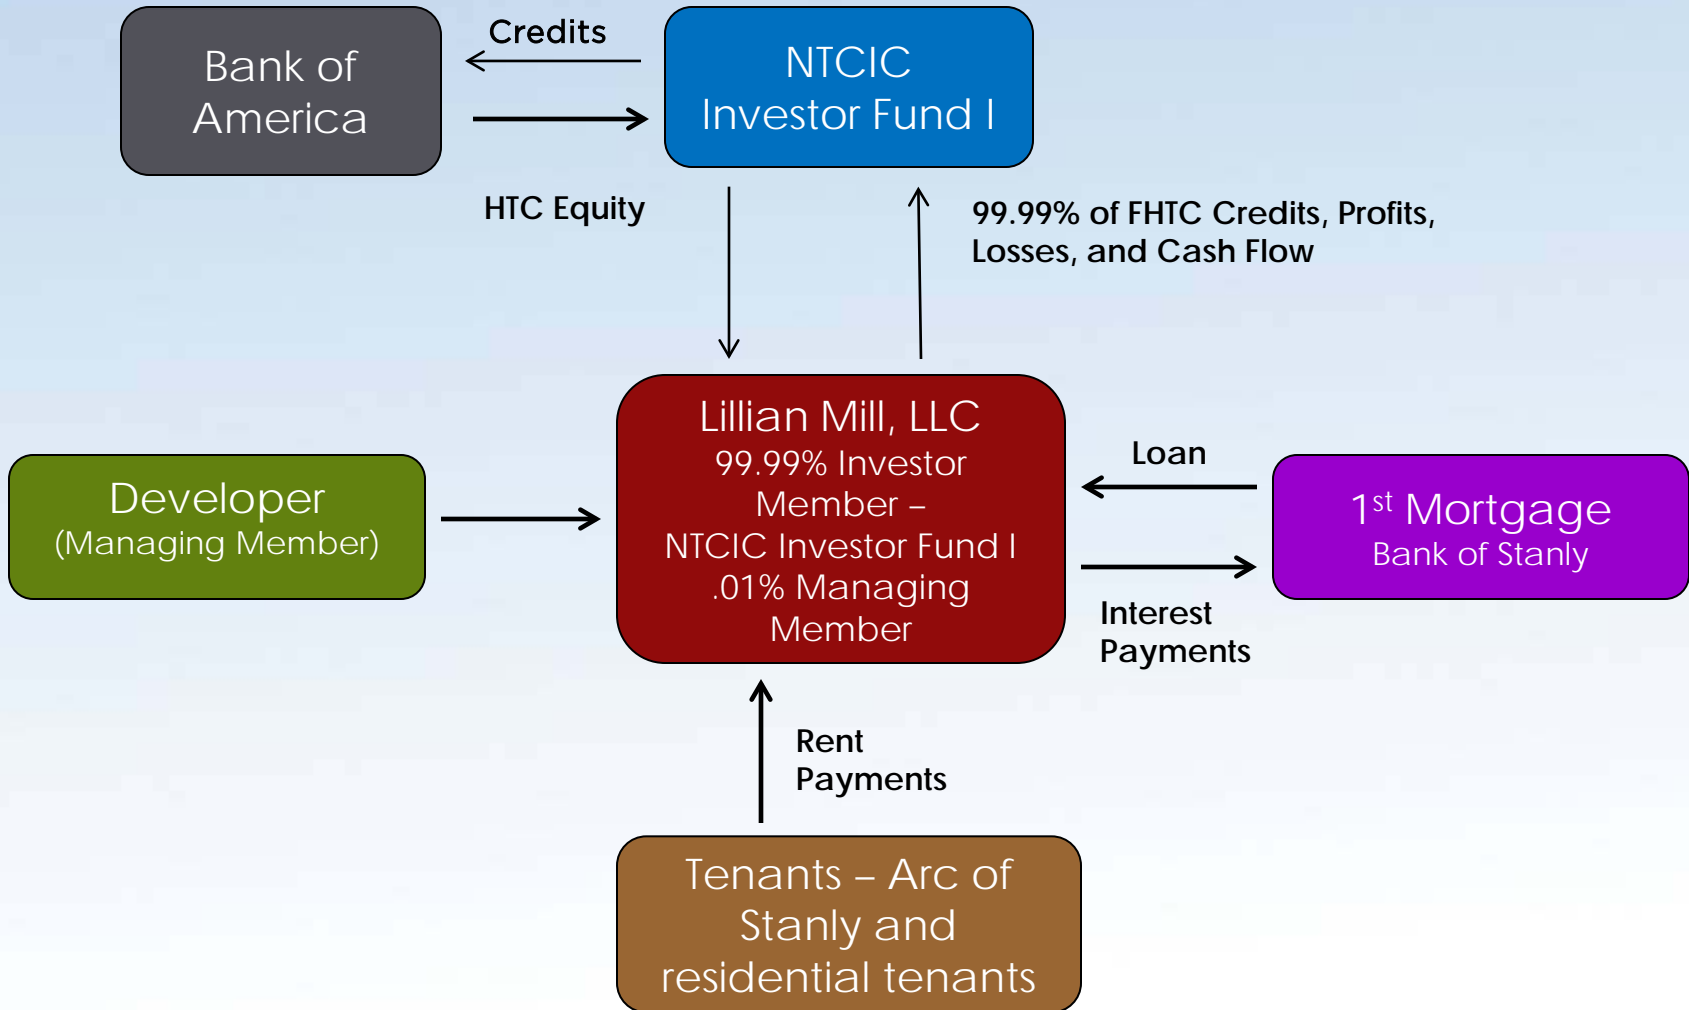 Bank of
America
Credits
NTCIC
Investor Fund I
HTC Equity
99.99% of FHTC Credits, Profits,
Losses, and Cash Flow
Developer
(Managing Member)
Lillian Mill, LLC
99.99% Investor
Member –
NTCIC Investor Fund I
.01% Managing
Member
Loan
1st Mortgage
Bank of Stanly
Interest
Payments
Rent
Payments
Tenants – Arc of
Stanly and
residential tenants